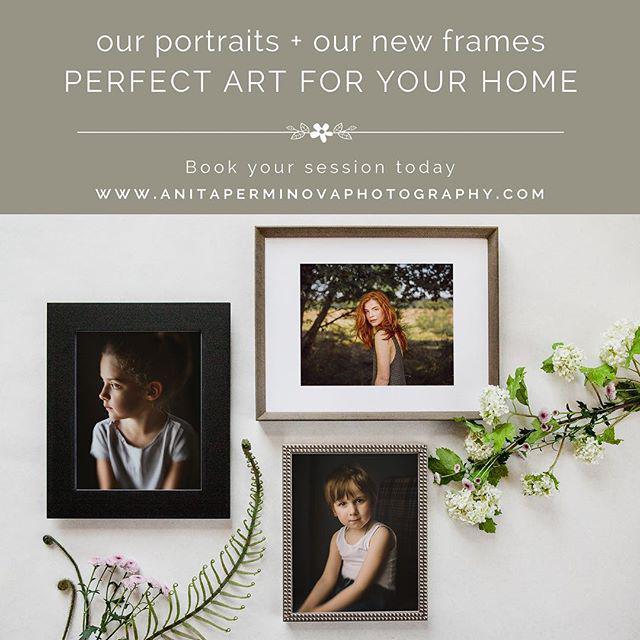 our portraits + our new frames
PERFECT ART FOR YOUR HOME
Book your session today
WWW.ANITAPERMINOVAPHOTOGRAPHY.COM